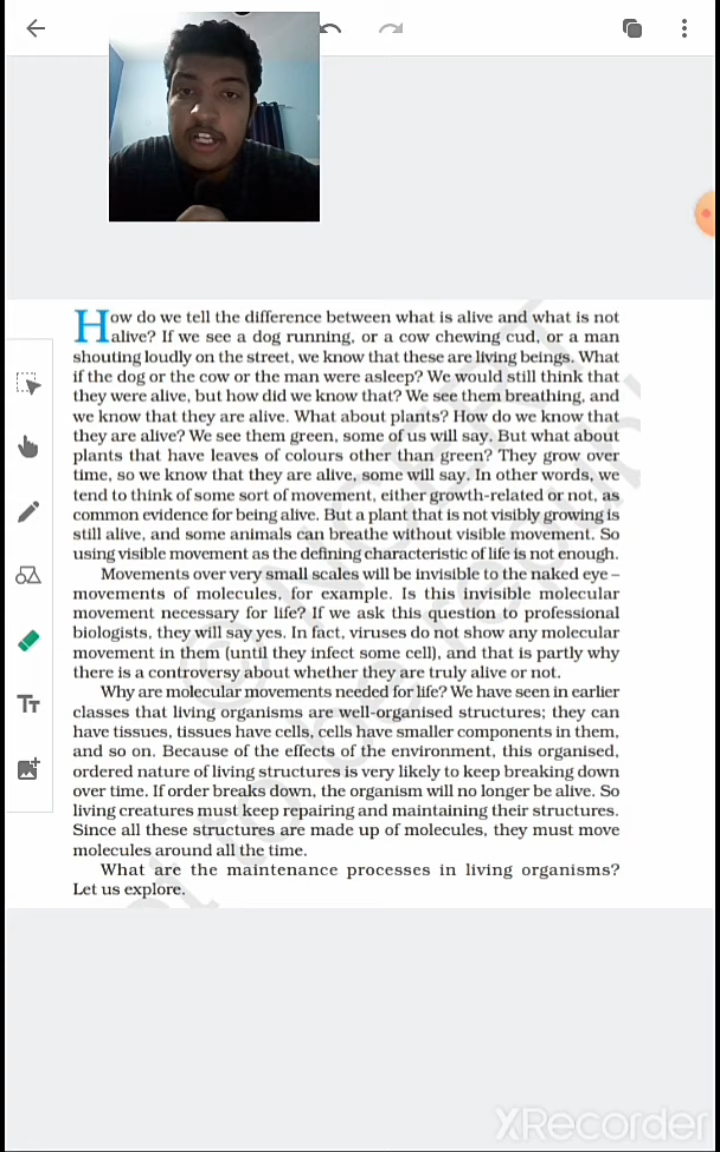 How do we tell the difference between what is alive and what is not
alive? If we see a dog running, or a cow chewing cud, or a man
shouting loudly on the street, we know that these are living beings. What
if the dog or the cow or the man were asleep? We would still think that
they were alive, but how did we know that? We see them breathing, and
we know that they are alive. What about plants? How do we know that
they are alive? We see them green, some of us will say. But what about
plants that have leaves of colours other than green? They grow over
time, so we know that they are alive, some will say. In other words, we
tend to think of some sort of movement, either growth-related or not, as
common evidence for being alive. But a plant that is not visibly growing is
still alive, and some animals can breathe without visible movement. So
using visible movement as the defining characteristic of life is not enough.
Movements over very small scales will be invisible to the naked eye –
movements of molecules, for example. Is this invisible molecular
movement necessary for life? If we ask this question to professional
biologists, they will say yes. In fact, viruses do not show any molecular
movement in them (until they infect some cell), and that is partly why
there is a controversy about whether they are truly alive or not.
Why are molecular movements needed for life? We have seen in earlier
classes that living organisms are well-organised structures; they can
have tissues, tissues have cells, cells have smaller components in them,
and so on. Because of the effects of the environment, this organised,
ordered nature of living structures is very likely to keep breaking down
over time. If order breaks down, the organism will no longer be alive. So
living creatures must keep repairing and maintaining their structures.
Since all these structures are made up of molecules, they must move
molecules around all the time.
What are the maintenance processes in living organisms?
Let us explore.
TT
XRecorder